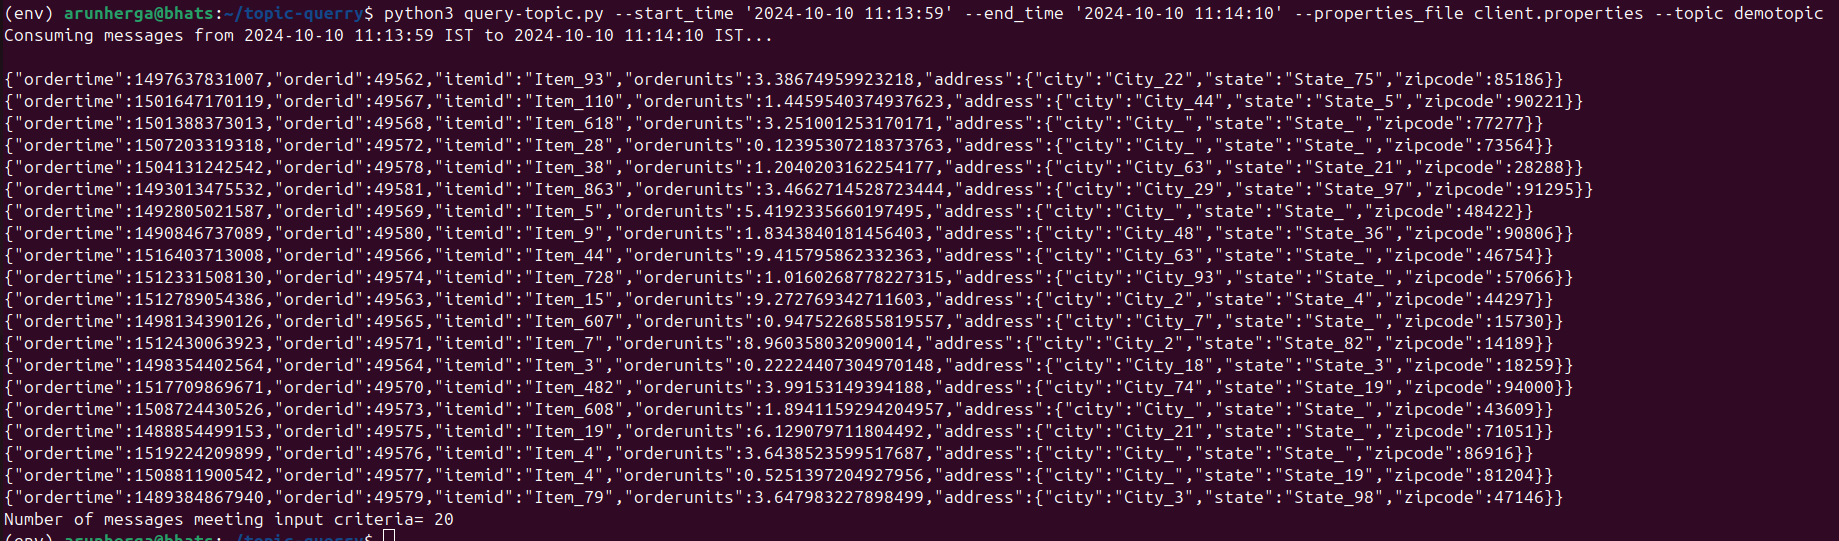 (env) arunherga@bhats:~/topic-querry$ python3 query-topic.py --start_time '2024-10-10 11:13:59' --end_time '2024-10-10 11:14:10' --properties_file client.properties --topic demotopic
Consuming messages from 2024-10-10 11:13:59 IST to 2024-10-10 11:14:10 IST...
{"ordertime":1497637831007,"orderid":49562,"itemid":"Item_93","orderunits":3.38674959923218,"address":{"city":"City_22","state":"State_75","zipcode":85186}}
{"ordertime":1501647170119,"orderid":49567,"itemid":"Item_110","orderunits":1.4459540374937623,"address":{"city":"City_44","state":"State_5","zipcode":90221}}
{"ordertime":1501388373013,"orderid":49568,"itemid":"Item_618","orderunits":3.251001253170171,"address":{"city":"City_","state":"State_","zipcode":77277}}
{"ordertime":1507203319318,"orderid":49572,"itemid":"Item_28","orderunits":0.12395307218373763,"address":{"city":"City_","state":"State_","zipcode":73564}}
{"ordertime":1504131242542,"orderid":49578,"itemid":"Item_38","orderunits":1.2040203162254177,"address":{"city":"City_63","state":"State_21","zipcode":28288}}
{"ordertime":1493013475532,"orderid":49581,"itemid":"Item_863","orderunits":3.4662714528723444,"address":{"city":"City_29","state":"State_97","zipcode":91295}}
{"ordertime":1492805021587,"orderid":49569,"itemid":"Item_5","orderunits":5.4192335660197495,"address":{"city":"City_","state":"State_","zipcode":48422}}
{"ordertime":1490846737089,"orderid":49580,"itemid":"Item_9","orderunits":1.8343840181456403,"address":{"city":"City_48","state":"State_36","zipcode":90806}}
{"ordertime":1516403713008,"orderid":49566,"itemid":"Item_44","orderunits":9.415795862332363,"address":{"city":"City_63","state":"State_","zipcode":46754}}
{"ordertime":1512331508130,"orderid":49574,"itemid":"Item_728","orderunits":1.0160268778227315,"address":{"city":"City_93","state":"State_","zipcode":57066}}
{"ordertime":1512789054386,"orderid":49563,"itemid":"Item_15","orderunits":9.272769342711603,"address":{"city":"City_2","state":"State_4","zipcode":44297}}
{"ordertime":1498134390126,"orderid":49565,"itemid":"Item_607","orderunits":0.9475226855819557,"address":{"city":"City_7","state":"State_","zipcode":15730}}
{"ordertime":1512430063923,"orderid":49571,"itemid":"Item_7","orderunits":8.960358032090014,"address":{"city":"City_2","state":"State_82","zipcode":14189}}
{"ordertime":1498354402564,"orderid":49564,"itemid":"Item_3","orderunits":0.22224407304970148,"address":{"city":"City_18","state":"State_3","zipcode":18259}}
{"ordertime":1517709869671,"orderid":49570,"itemid":"Item_482","orderunits":3.99153149394188,"address":{"city":"City_74","state":"State_19","zipcode":94000}}
{"ordertime":1508724430526,"orderid":49573,"itemid":"Item_608","orderunits":1.8941159294204957,"address":{"city":"City_","state":"State_","zipcode":43609}}
{"ordertime":1488854499153,"orderid":49575,"itemid":"Item_19","orderunits":6.129079711804492,"address":{"city":"City_21","state":"State_","zipcode":71051}}
{"ordertime":1519224209899,"orderid":49576,"itemid":"Item_4","orderunits":3.6438523599517687,"address":{"city":"City_","state":"State_","zipcode":86916}}
{"ordertime":1508811900542,"orderid":49577,"itemid":"Item_4","orderunits":0.5251397204927956,"address":{"city":"City_","state":"State_19","zipcode":81204}}
{"ordertime":1489384867940,"orderid":49579,"itemid":"Item_79","orderunits":3.647983227898499,"address":{"city":"City_3","state":"State_98","zipcode":47146}}
Number of messages meeting input criteria= 20
(env) arunherga@bhats:~/topic-querry$